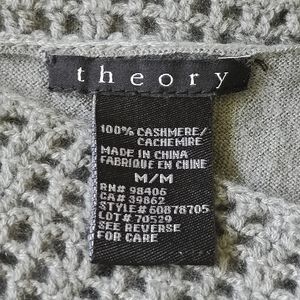 theory
100% CASHMERE/
CACHEMIRE
MADE IN CHINA
FABRIQUE EN CHINE
M/M
RN# 98406
CA# 39862
STYLE# 60878705
LOT# 70529
SEE REVERSE
FOR CARE